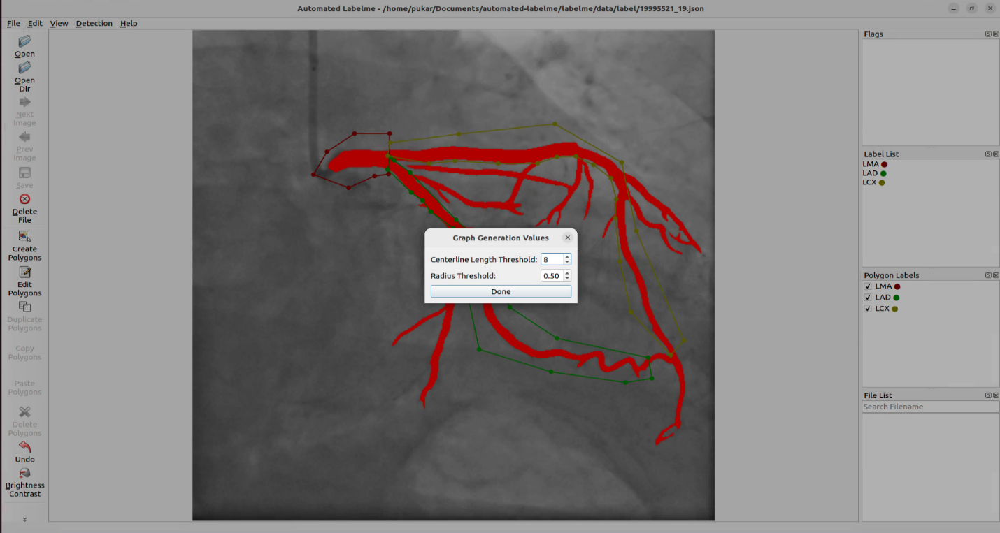 Automated Labelme - /home/pukar/Documents/automated-labelme/labelme/data/label/19995521_19.json
File Edit View Detection Help
Open
Open
Dir
Next
Image
Prev
Image
Save
Delete
File
Create
Polygons
Edit
Polygons
Duplicate
Polygons
Copy
Polygons
Paste
Polygons
Delete
Polygons
Undo
Brightness
Contrast
Graph Generation Values
Centerline Length Threshold: 8
Radius Threshold: 0.50
Done
Flags
Label List
LMA
LAD
LCX
Polygon Labels
LMA
LAD
LCX
File List
Search Filename